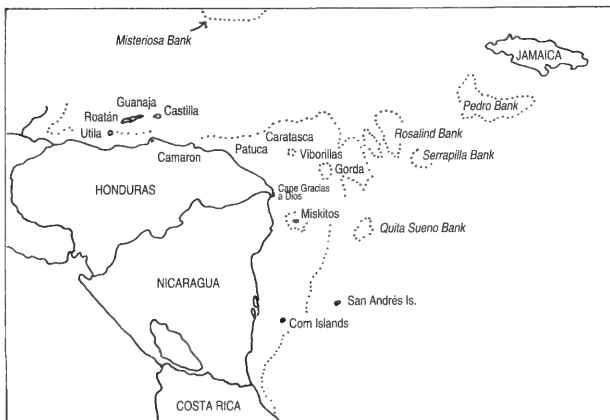 Misteriosa Bank
JAMAICA
Guanaja
Castilla
Roatán
Utila
Pedro Bank
Camaron
Patuca
Caratasca
Viborillas
Gorda
Rosalind Bank
Serrapilla Bank
HONDURAS
Cape Gracias
a Dios
Miskitos
Quita Sueno Bank
NICARAGUA
San Andrés Is.
Corn Islands
COSTA RICA